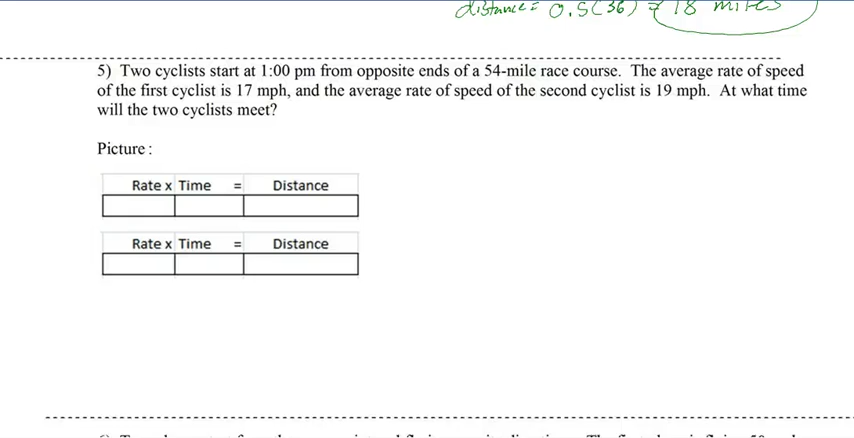 distance = 0.5(36) = 18 miles
5) Two cyclists start at 1:00 pm from opposite ends of a 54-mile race course. The average rate of speed
of the first cyclist is 17 mph, and the average rate of speed of the second cyclist is 19 mph. At what time
will the two cyclists meet?
Picture :
Rate x Time = Distance
Rate x Time = Distance